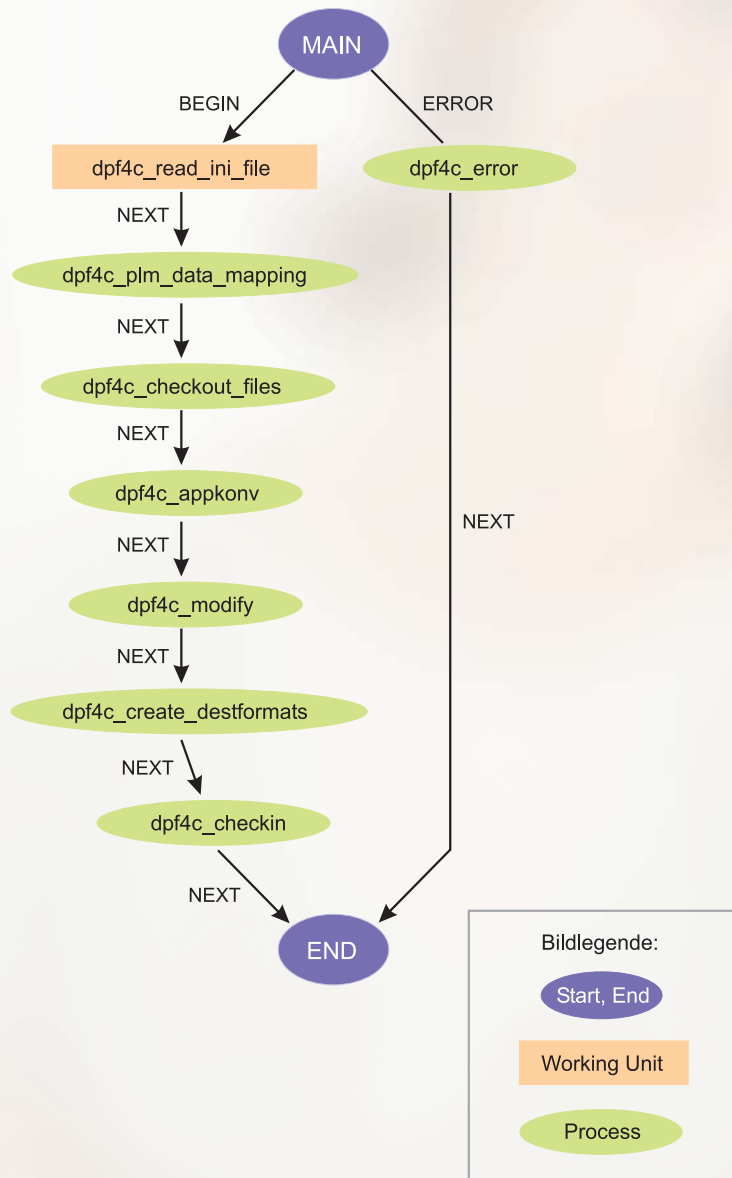 MAIN
BEGIN
ERROR
dpf4c_read_ini_file
dpf4c_error
NEXT
dpf4c_plm_data_mapping
NEXT
dpf4c_checkout_files
NEXT
dpf4c_appkonv
NEXT
NEXT
dpf4c_modify
NEXT
dpf4c_create_destformats
NEXT
dpf4c_checkin
NEXT
END
Bildlegende:
Start, End
Working Unit
Process